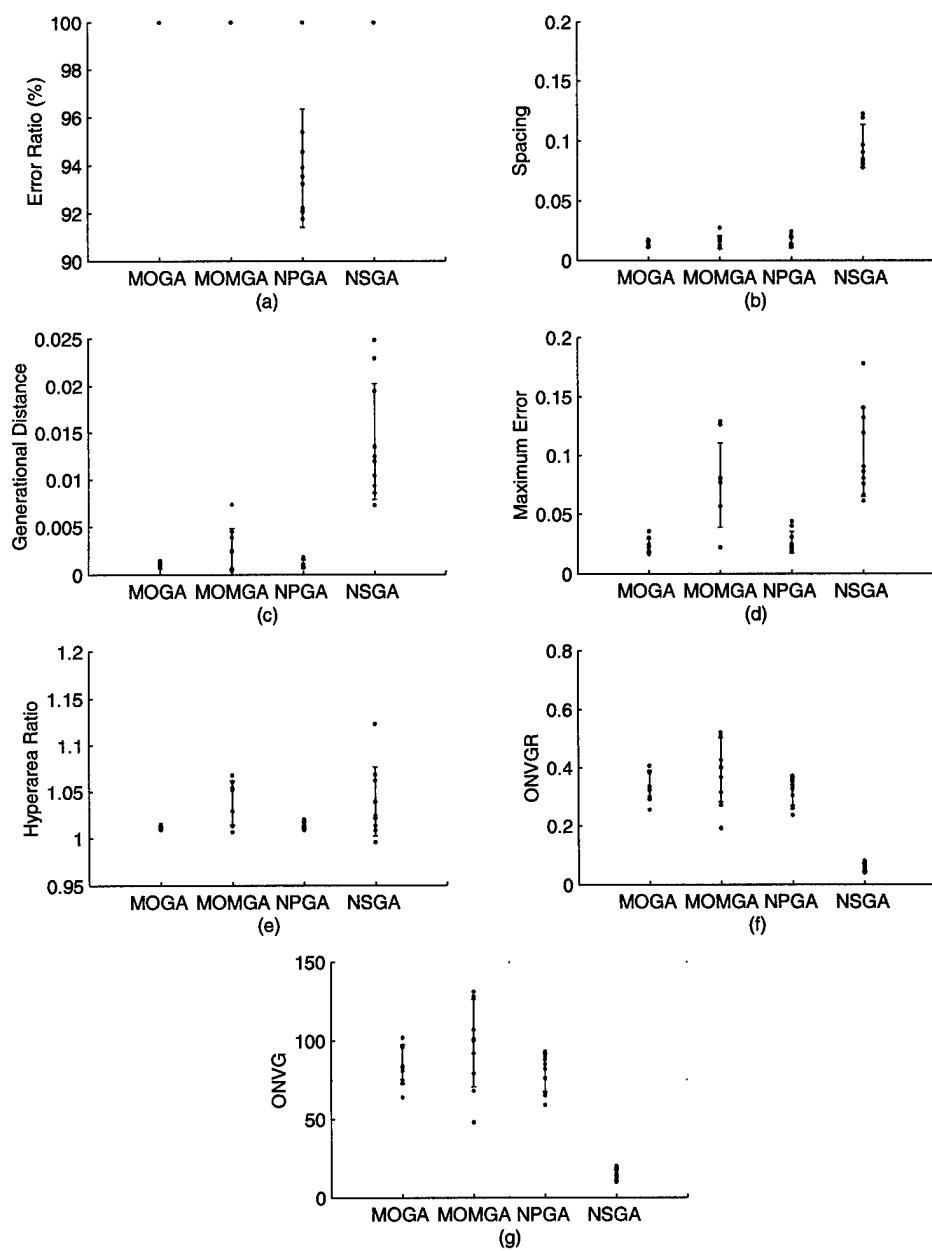 100
98
96
94
92
90
Error Ratio (%)
MOGA MOMGA NPGA NSGA
(a)
0.2
0.15
0.1
0.05
0
Spacing
MOGA MOMGA NPGA NSGA
(b)
0.025
0.02
0.015
0.01
0.005
0
Generational Distance
MOGA MOMGA NPGA NSGA
(c)
0.2
0.15
0.1
0.05
0
Maximum Error
MOGA MOMGA NPGA NSGA
(d)
1.2
1.15
1.1
1.05
1
0.95
Hyperarea Ratio
MOGA MOMGA NPGA NSGA
(e)
0.8
0.6
0.4
0.2
0
ONVGR
MOGA MOMGA NPGA NSGA
(f)
150
100
50
0
ONVG
MOGA MOMGA NPGA NSGA
(g)